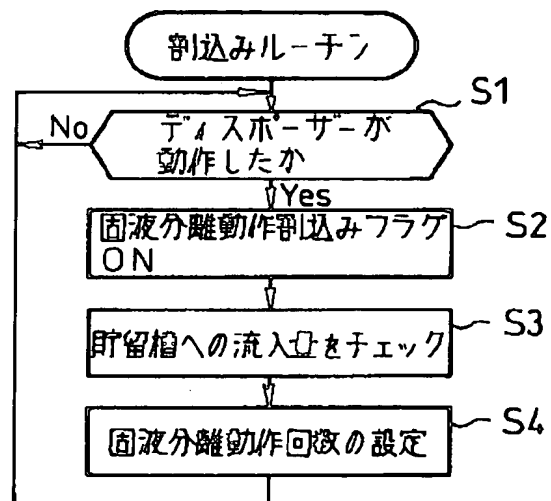 割込みルーチン
S1
No
ディスポーザーが
動作したか
Yes
固液分離動作割込みフラグ
ON
S2
貯留槽への流入量をチェック
S3
固液分離動作回数の設定
S4